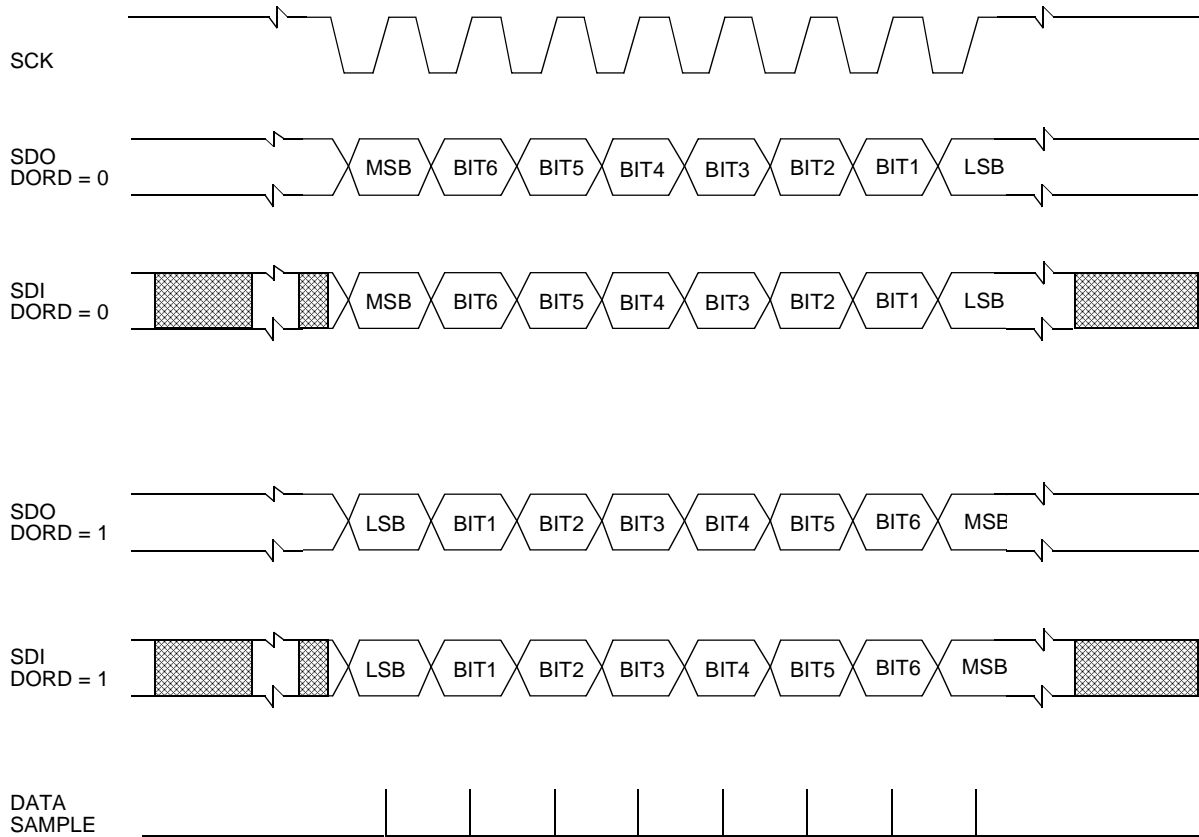 SCK
SDO
DORD = 0
MSB BIT6 BIT5 BIT4 BIT3 BIT2 BIT1 LSB
SDI
DORD = 0
MSB BIT6 BIT5 BIT4 BIT3 BIT2 BIT1 LSB
SDO
DORD = 1
LSB BIT1 BIT2 BIT3 BIT4 BIT5 BIT6 MSB
SDI
DORD = 1
LSB BIT1 BIT2 BIT3 BIT4 BIT5 BIT6 MSB
DATA
SAMPLE